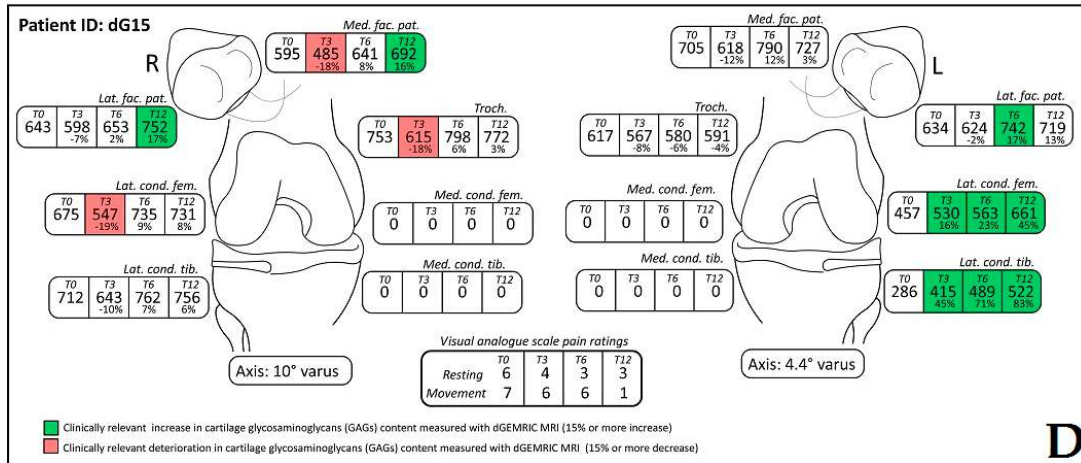 Patient ID: dG15
R
Med. fac. pat.
T0 T3 T6 T12
595 485 641 692
-18% 8% 16%
Lat. fac. pat.
T0 T3 T6 T12
643 598 653 752
-7% 2% 17%
Troch.
T0 T3 T6 T12
753 615 798 772
-18% 6% 3%
Lat. cond. fem.
T0 T3 T6 T12
675 547 735 731
-19% 9% 8%
Med. cond. fem.
T0 T3 T6 T12
0 0 0 0
Lat. cond. tib.
T0 T3 T6 T12
712 643 762 756
-10% 7% 6%
Med. cond. tib.
T0 T3 T6 T12
0 0 0 0
Axis: 10° varus
L
Med. fac. pat.
T0 T3 T6 T12
705 618 790 727
-12% 12% 3%
Troch.
T0 T3 T6 T12
617 567 580 591
-8% -6% -4%
Lat. fac. pat.
T0 T3 T6 T12
634 624 742 719
-2% 17% 13%
Med. cond. fem.
T0 T3 T6 T12
0 0 0 0
Lat. cond. fem.
T0 T3 T6 T12
457 530 563 661
16% 23% 45%
Med. cond. tib.
T0 T3 T6 T12
0 0 0 0
Lat. cond. tib.
T0 T3 T6 T12
286 415 489 522
45% 71% 83%
Axis: 4.4° varus
Visual analogue scale pain ratings
T0 T3 T6 T12
Resting 6 4 3 3
Movement 7 6 6 1
Clinically relevant increase in cartilage glycosaminoglycans (GAGs) content measured with dGEMRIC MRI (15% or more increase)
Clinically relevant deterioration in cartilage glycosaminoglycans (GAGs) content measured with dGEMRIC MRI (15% or more decrease)
D